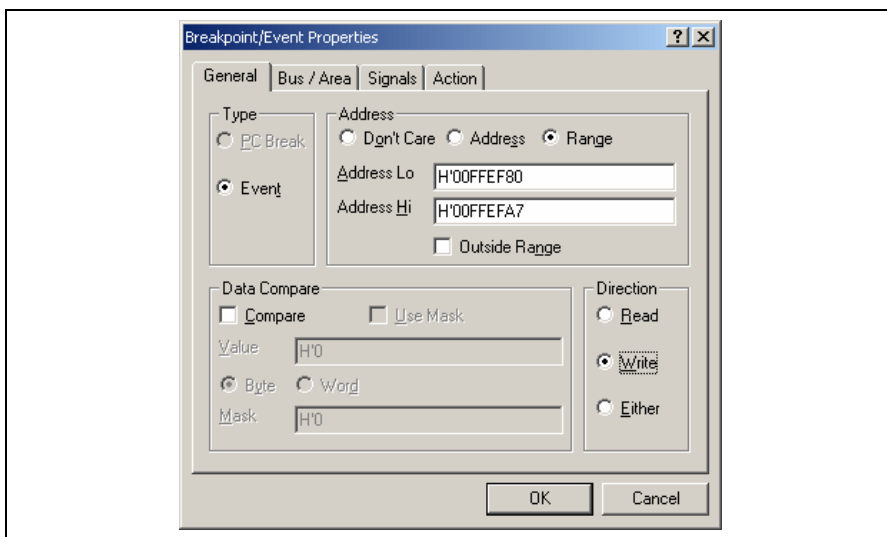 Breakpoint/Event Properties
General Bus / Area Signals Action
Type
PC Break
Event
Address
Don't Care Address Range
Address Lo H'00FFEF80
Address Hi H'00FFEFA7
Outside Range
Data Compare
Compare Use Mask
Value H'0
Byte Word
Mask H'0
Direction
Read
Write
Either
OK Cancel